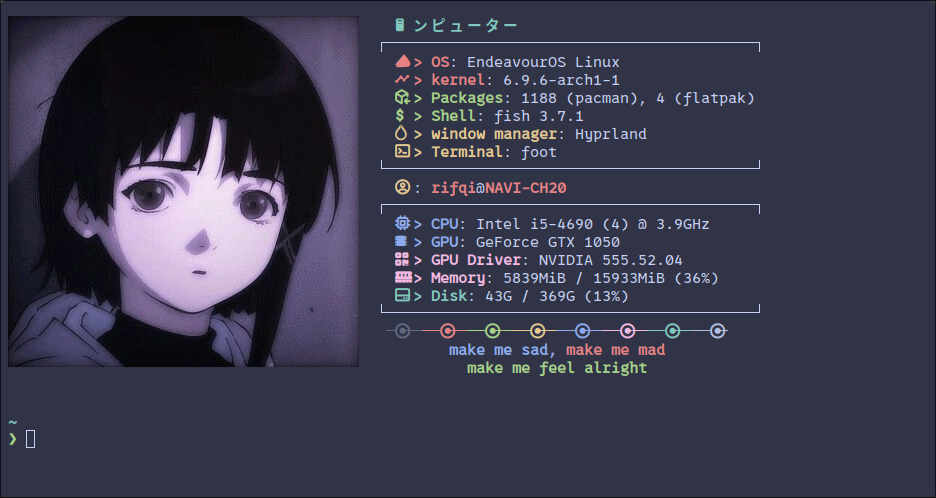 ンピューター
> OS: EndeavourOS Linux
> kernel: 6.9.6-arch1-1
> Packages: 1188 (pacman), 4 (flatpak)
$ > Shell: fish 3.7.1
> window manager: Hyprland
> Terminal: foot
: rifqi@NAVI-CH20
> CPU: Intel i5-4690 (4) @ 3.9GHz
> GPU: GeForce GTX 1050
> GPU Driver: NVIDIA 555.52.04
> Memory: 5839MiB / 15933MiB (36%)
> Disk: 43G / 369G (13%)
make me sad, make me mad
make me feel alright
~
❯